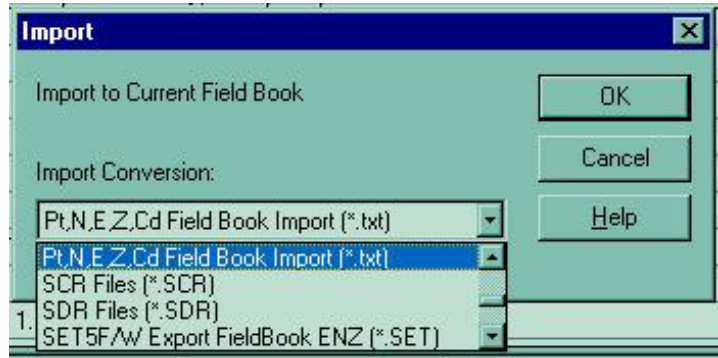 Import
Import to Current Field Book
OK
Import Conversion:
Cancel
Pt,N,E,Z,Cd Field Book Import (*.txt)
Help
Pt,N,E,Z,Cd Field Book Import (*.txt)
SCR Files (*.SCR)
SDR Files (*.SDR)
1.
SET5F/W Export FieldBook ENZ (*.SET)